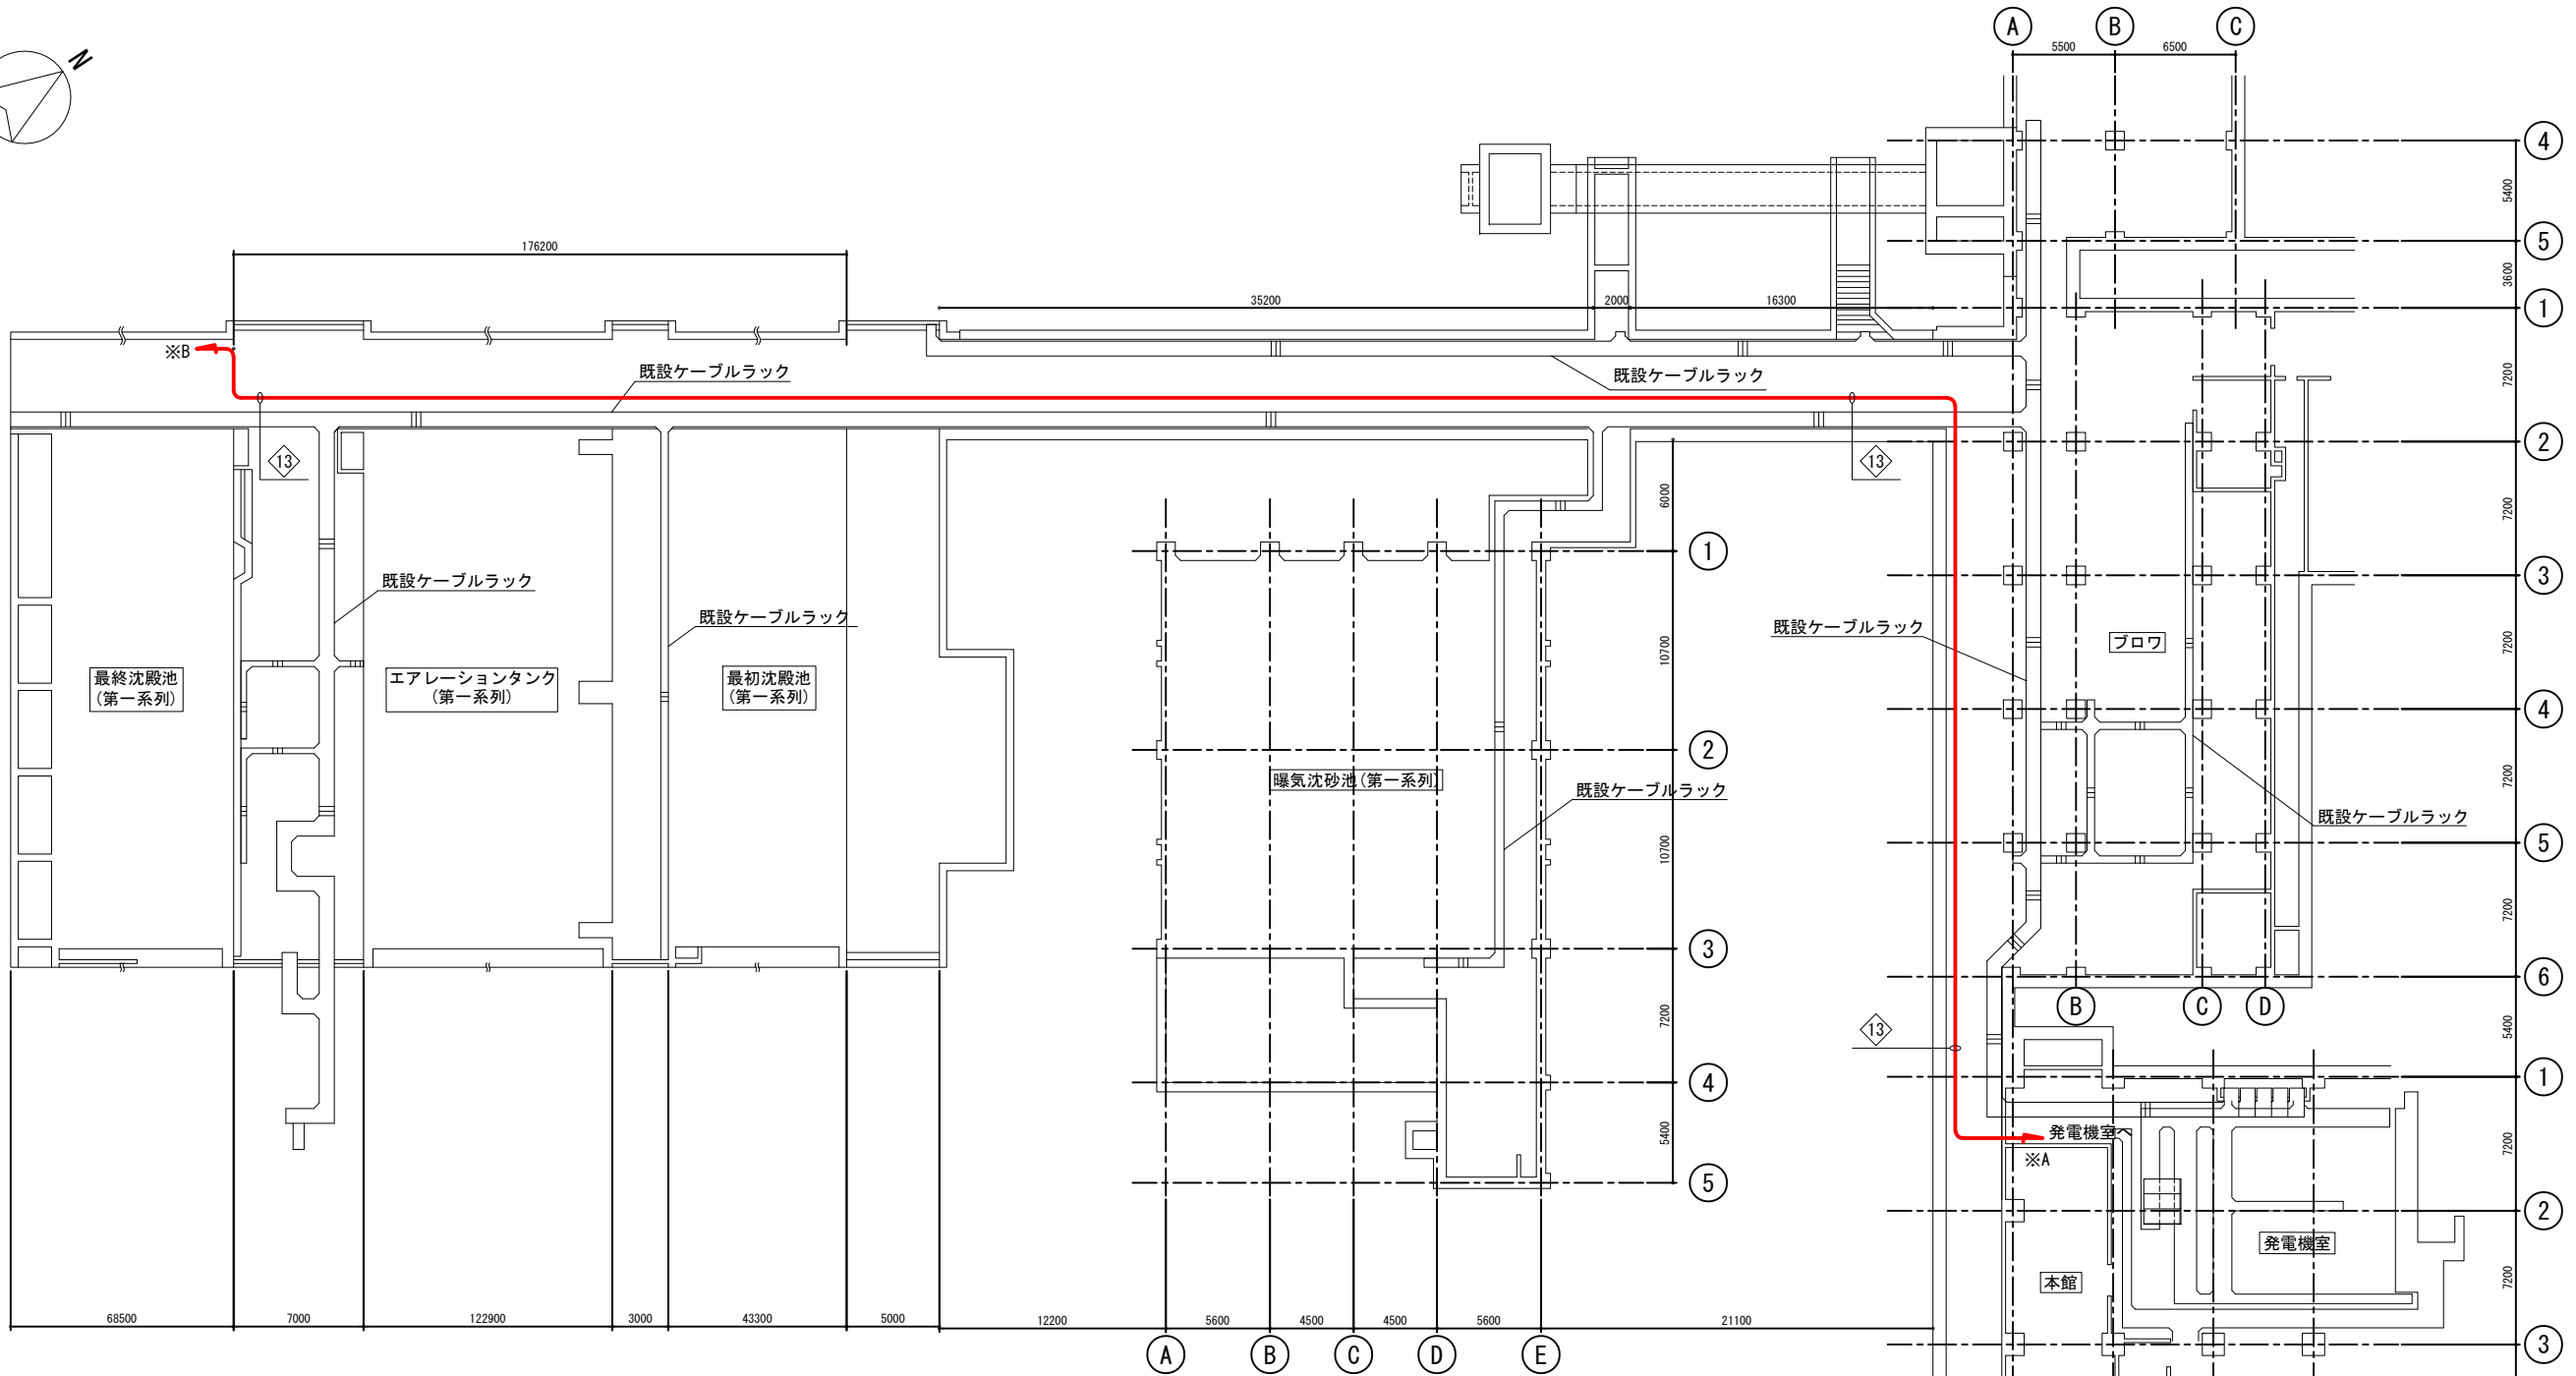 N
A
B
C
5500
6500
4
5400
5
3600
176200
35200
2000
16300
1
※B
既設ケーブルラック
既設ケーブルラック
7200
13
13
2
6000
7200
1
3
既設ケーブルラック
既設ケーブルラック
既設ケーブルラック
ブロワ
10700
7200
最終沈殿池
(第一系列)
エアレーションタンク
(第一系列)
最初沈殿池
(第一系列)
4
2
曝気沈砂池(第一系列)
既設ケーブルラック
7200
既設ケーブルラック
10700
5
7200
3
6
B
C
D
7200
13
5400
4
1
5400
発電機室へ
7200
※A
5
2
発電機室
本館
7200
68500
7000
122900
3000
43300
5000
12200
5600
4500
4500
5600
21100
A
B
C
D
E
3